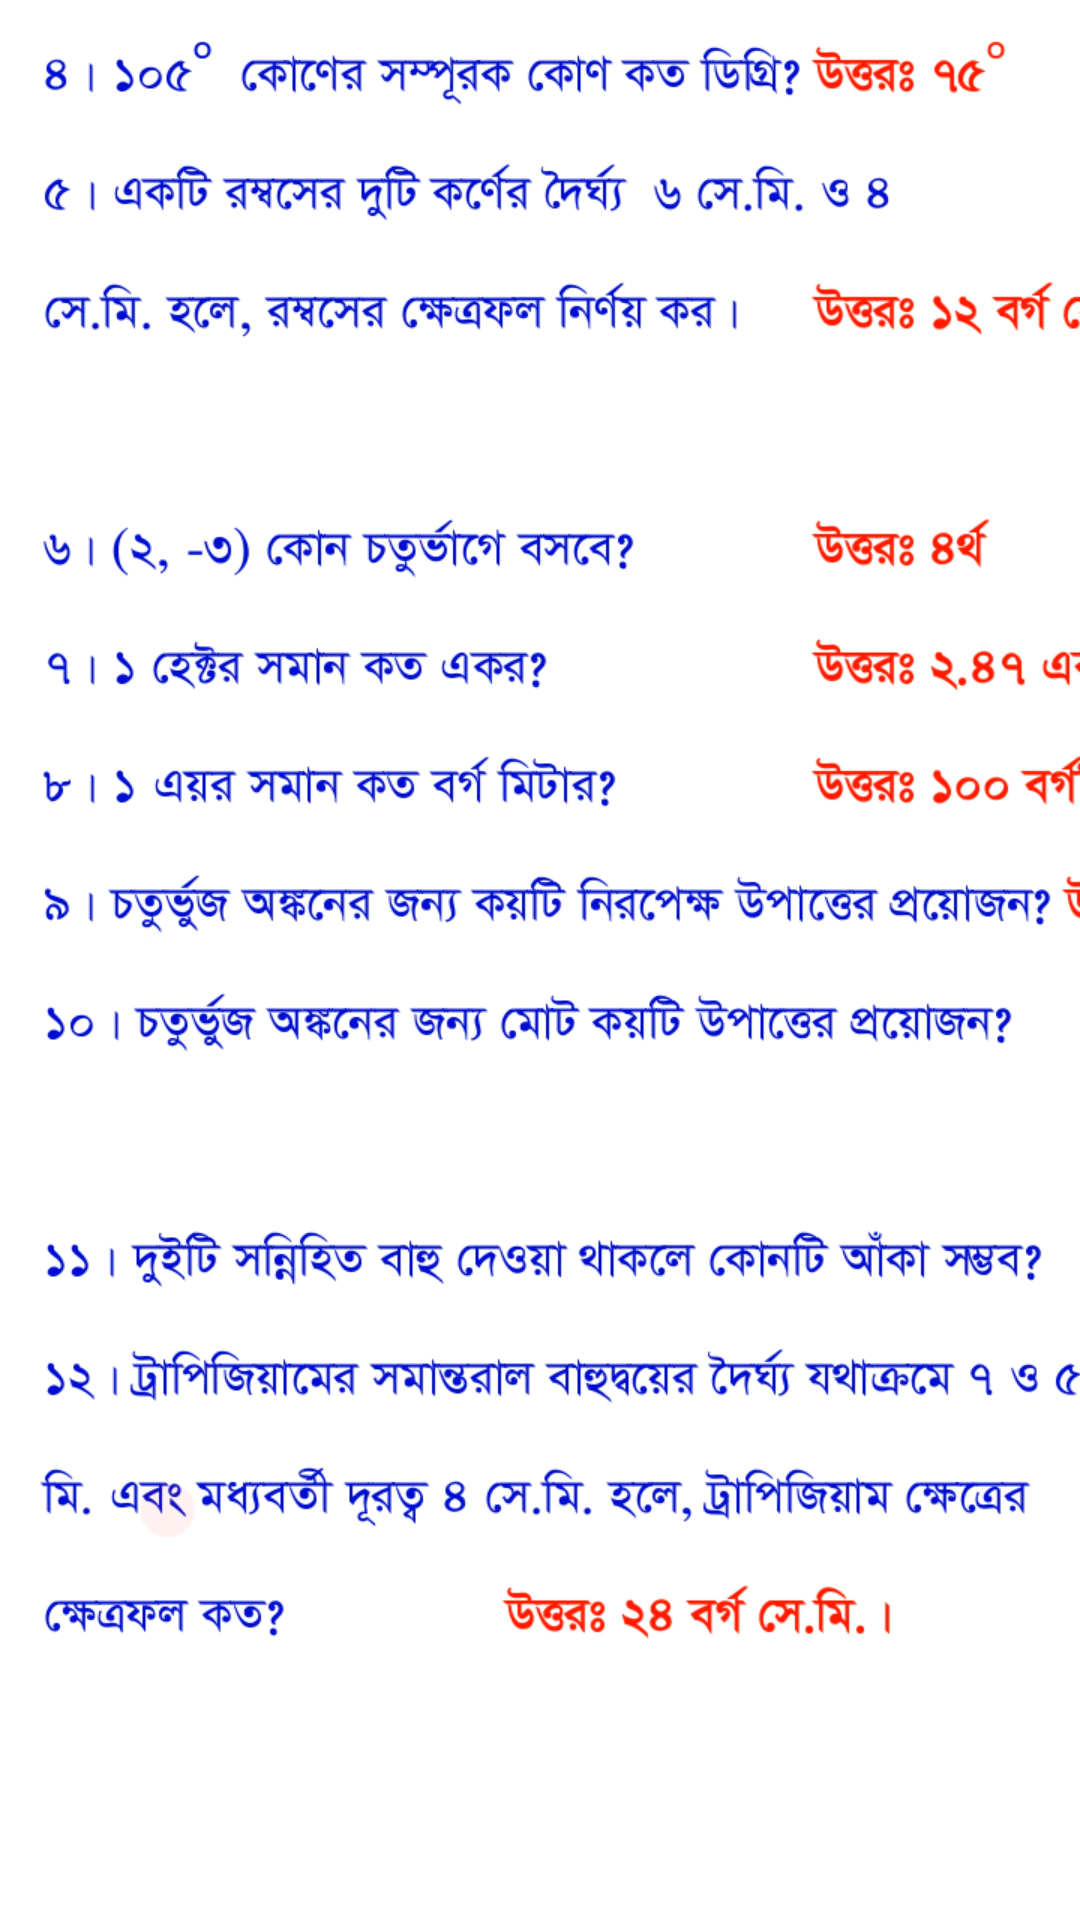 ৪। ১০৫° কোণের সম্পূরক কোণ কত ডিগ্রি? উত্তরঃ ৭৫°
৫। একটি রম্বসের দুটি কর্ণের দৈর্ঘ্য ৬ সে.মি. ও ৪
সে.মি. হলে, রম্বসের ক্ষেত্রফল নির্ণয় কর। উত্তরঃ ১২ বর্গ
৬। (২, -৩) কোন চতুর্ভাগে বসবে? উত্তরঃ ৪র্থ
৭। ১ হেক্টর সমান কত একর? উত্তরঃ ২.৪৭
৮। ১ এয়র সমান কত বর্গ মিটার? উত্তরঃ ১০০ বর্গ
৯। চতুর্ভুজ অঙ্কনের জন্য কয়টি নিরপেক্ষ উপাত্তের প্রয়োজন?
১০। চতুর্ভুজ অঙ্কনের জন্য মোট কয়টি উপাত্তের প্রয়োজন?
১১। দুইটি সন্নিহিত বাহু দেওয়া থাকলে কোনটি আঁকা সম্ভব?
১২। ট্রাপিজিয়ামের সমান্তরাল বাহুদ্বয়ের দৈর্ঘ্য যথাক্রমে ৭ ও ৫
মি. এবং মধ্যবর্তী দূরত্ব ৪ সে.মি. হলে, ট্রাপিজিয়াম ক্ষেত্রের
ক্ষেত্রফল কত? উত্তরঃ ২৪ বর্গ সে.মি.।